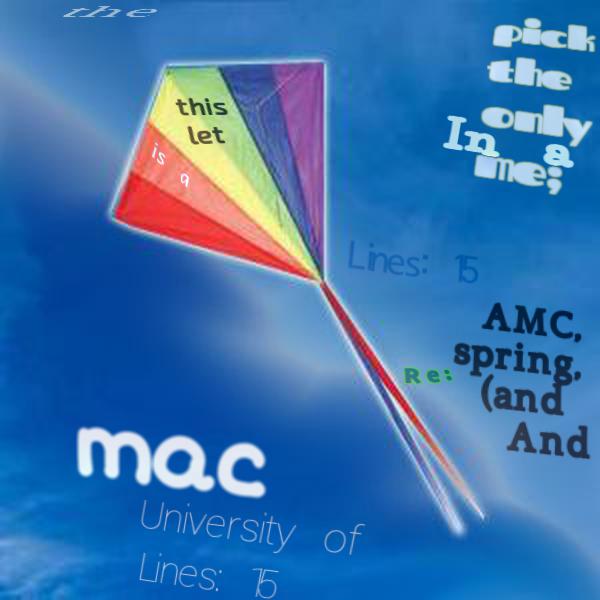 the
pick
the
only
me;
In a
this
let
is a
Lines: 15
AMC,
spring,
(and
And
Re:
mac
University of
Lines: 15